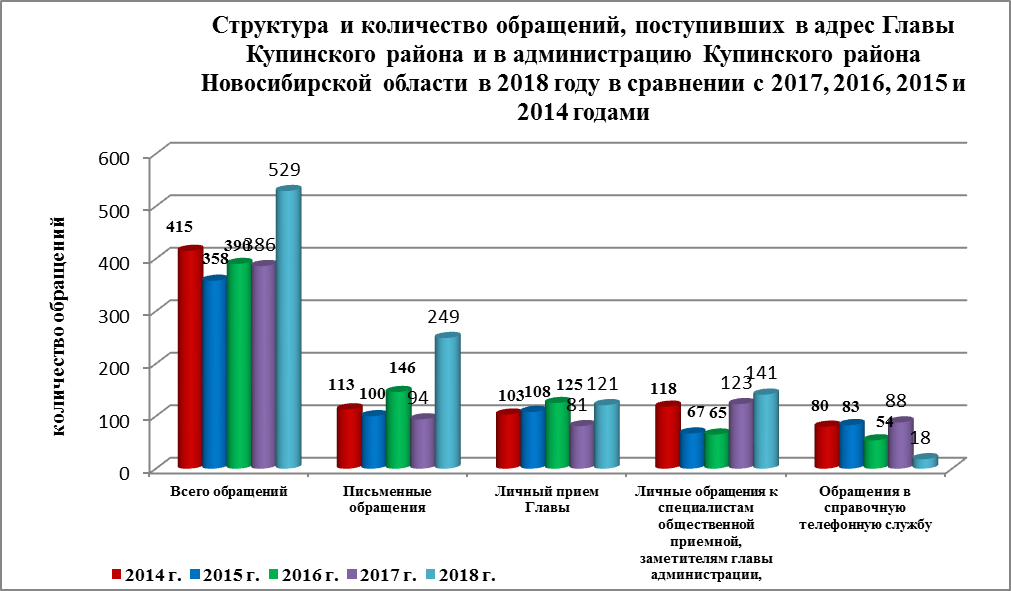 Структура и количество обращений, поступивших в адрес Главы
Купинского района и в администрацию Купинского района
Новосибирской области в 2018 году в сравнении с 2017, 2016, 2015 и
2014 годами
количество обращений
600
500
400
300
200
100
0
415
358
390
386
529
113
100
146
94
249
103
108
125
81
121
118
67
65
123
141
80
83
54
88
18
Всего обращений
Письменные
обращения
Личный прием
Главы
Личные обращения к
специалистам
общественной
приемной,
заметителям главы
администрации,
Обращения в
справочную
телефонную службу
2014 г.
2015 г.
2016 г.
2017 г.
2018 г.